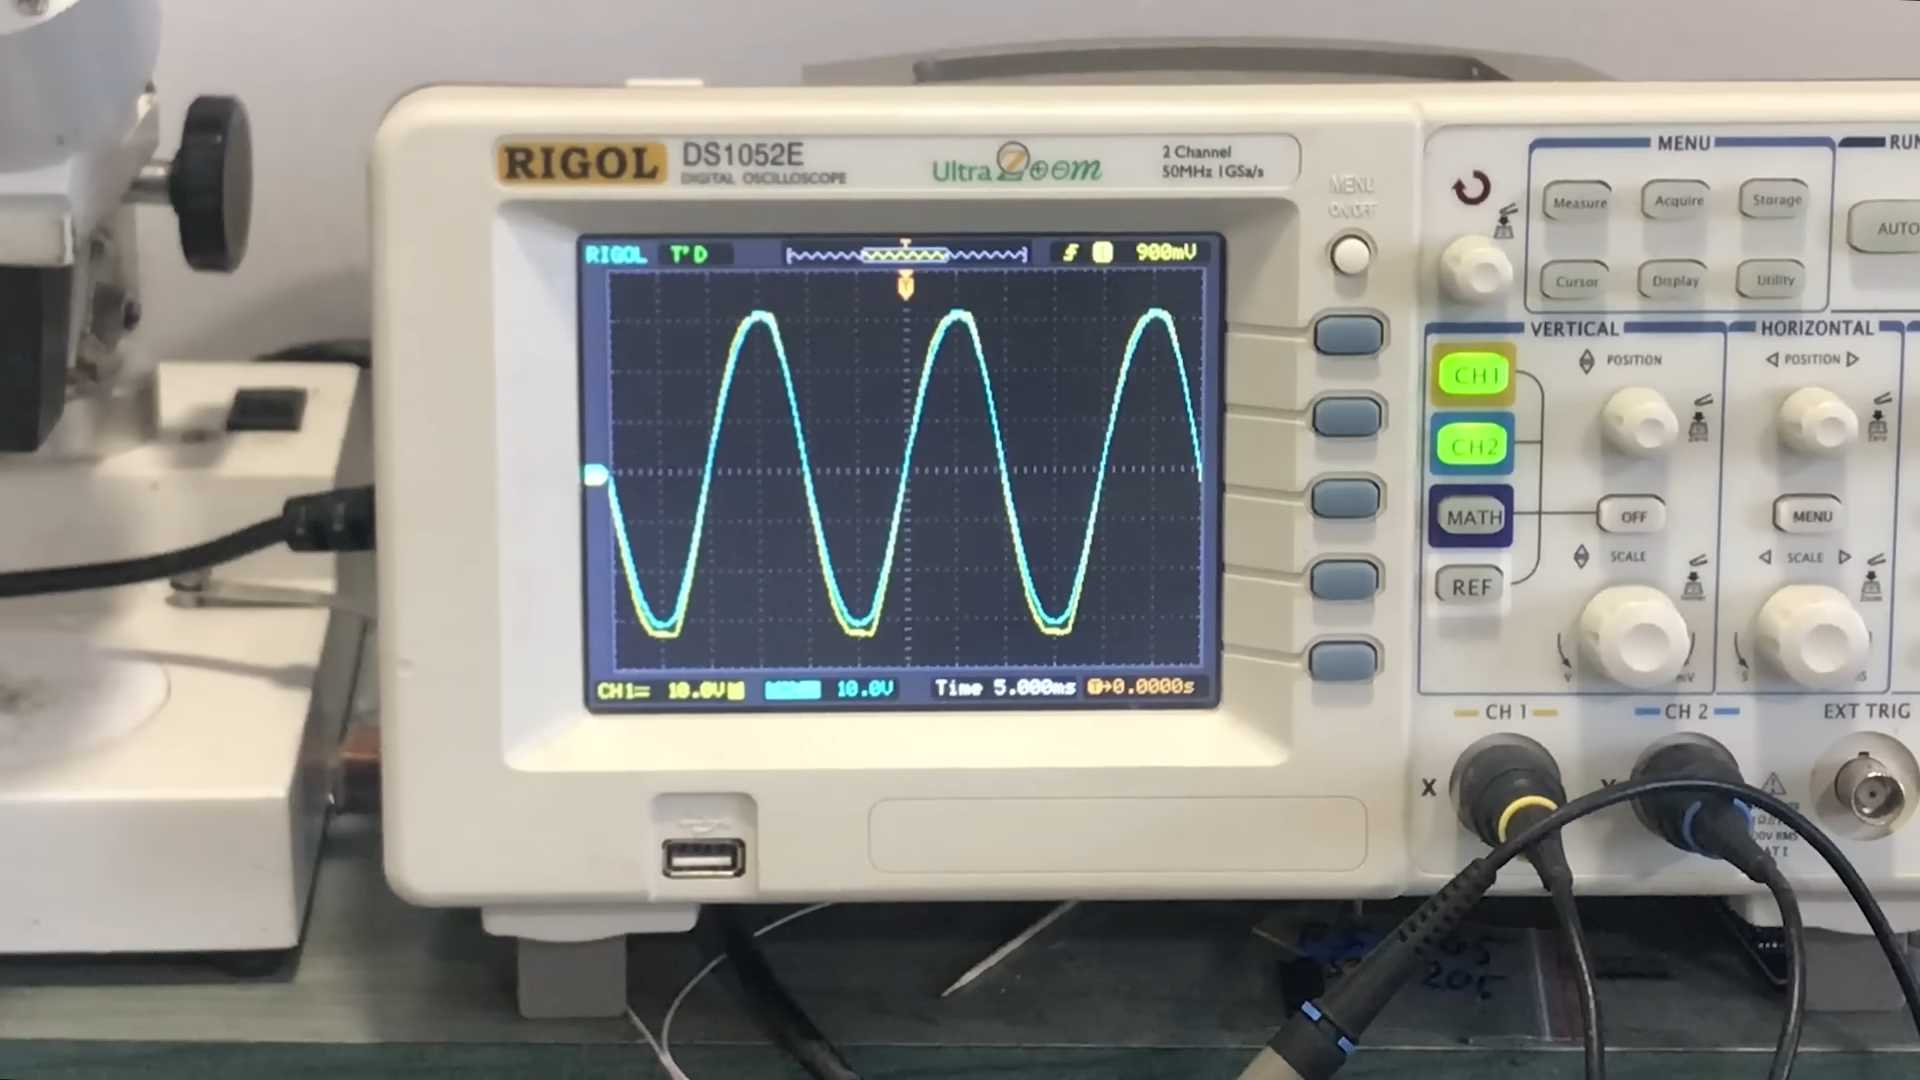 RIGOL
DS1052E
DIGITAL OSCILLOSCOPE
UltraZoom
2 Channel
50MHz 1GSa/s
MENU
ON/OFF
RIGOL T'D T 900mV
T
CH1= 10.0V 10.0V Time 5.000ms T→0.0000s
MENU
RUN
Measure Acquire Storage
AUTO
Cursor Display Utility
VERTICAL
HORIZONTAL
CH1
POSITION
POSITION
CH2
MATH
OFF
MENU
SCALE
SCALE
REF
V mV
CH 1
CH 2
EXT TRIG
X
205